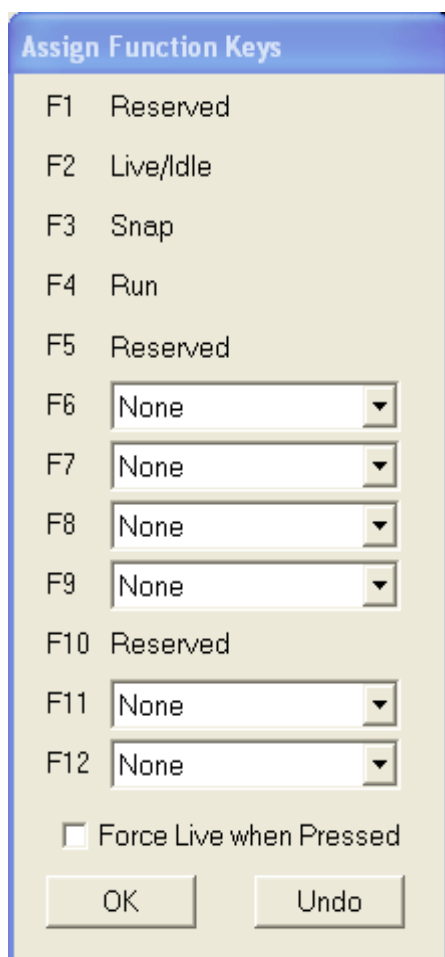 Assign Function Keys
F1 Reserved
F2 Live/Idle
F3 Snap
F4 Run
F5 Reserved
F6 None
F7 None
F8 None
F9 None
F10 Reserved
F11 None
F12 None
Force Live when Pressed
OK Undo